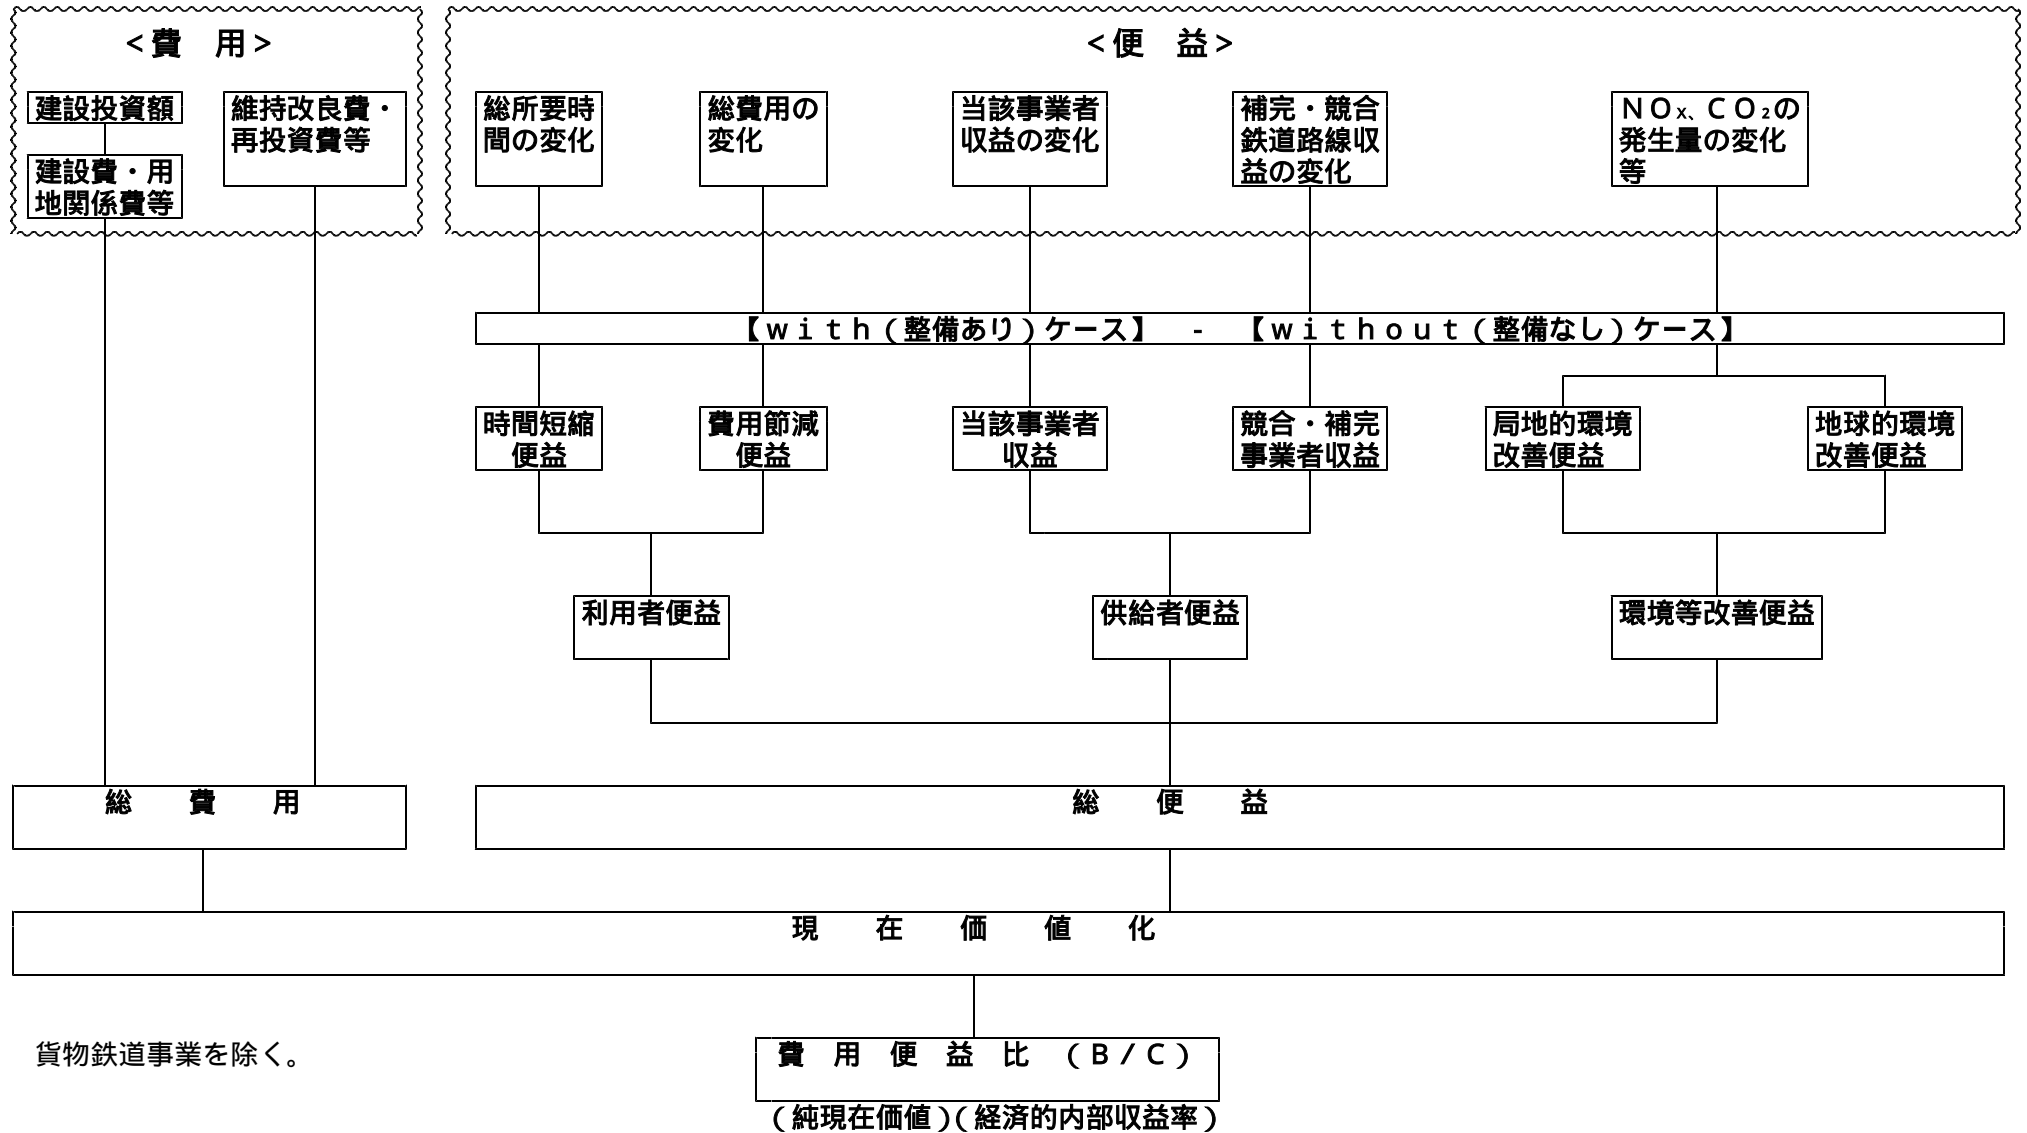 ＜費　用＞
建設投資額
建設費・用
地関係費等
維持改良費・
再投資費等
＜便　益＞
総所要時
間の変化
総費用の
変化
当該事業者
収益の変化
補完・競合
鉄道路線収
益の変化
ＮＯx、ＣＯ₂の
発生量の変化
等
【ｗｉｔｈ（整備あり）ケース】　-　【ｗｉｔｈｏｕｔ（整備なし）ケース】
時間短縮
便益
費用節減
便益
当該事業者
収益
競合・補完
事業者収益
局地的環境
改善便益
地球的環境
改善便益
利用者便益
供給者便益
環境等改善便益
総　　費　　用
総　　便　　益
現　　在　　価　　値　　化
貨物鉄道事業を除く。
費　用　便　益　比　（Ｂ／Ｃ）
（純現在価値）（経済的内部収益率）